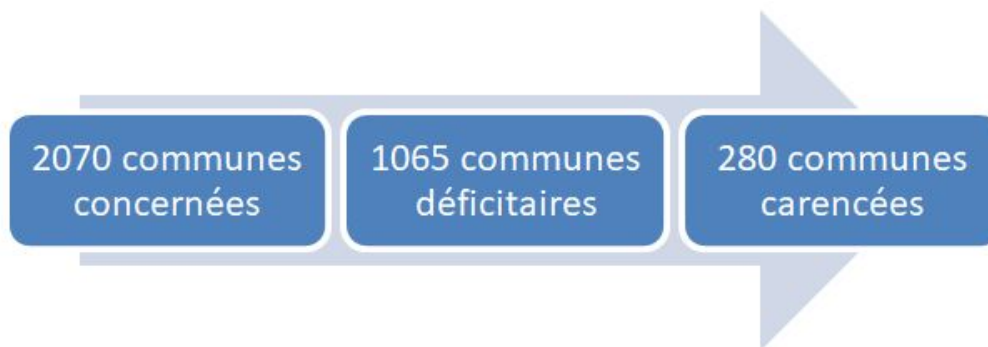 2070 communes
concernées
1065 communes
déficitaires
280 communes
carencées